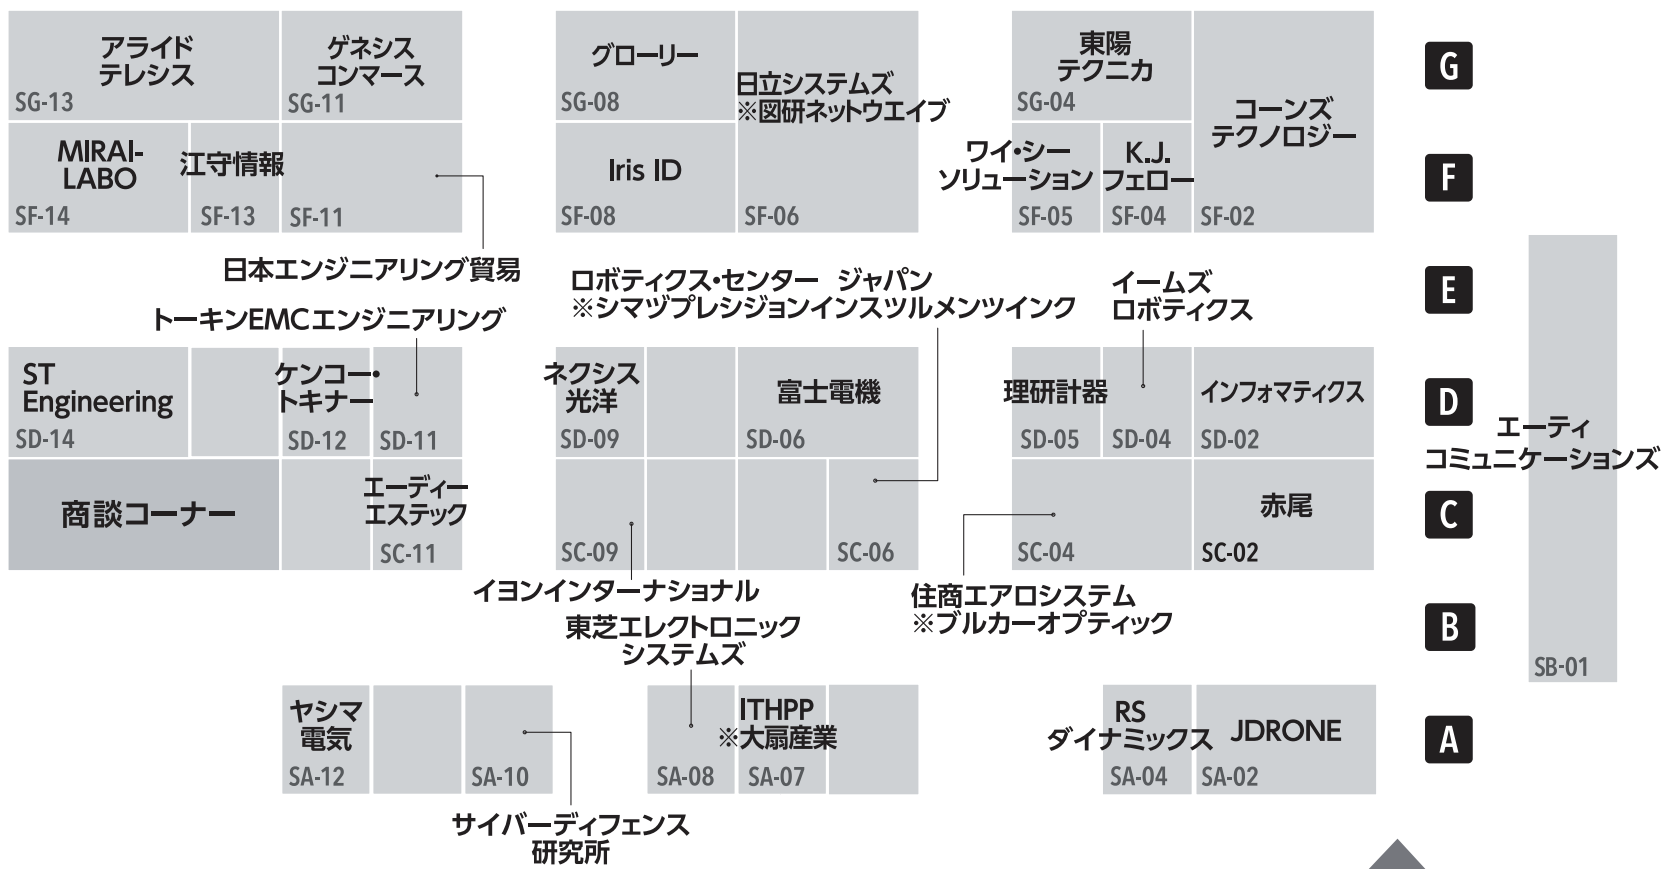 アライド
テレシス
SG-13
ゲネシス
コンマース
SG-11
グローリー
SG-08
日立システムズ
※図研ネットウエイブ
東陽
テクニカ
SG-04
コーンズ
テクノロジー
G
MIRAI-
LABO
SF-14
江守情報
SF-13
SF-11
日本エンジニアリング貿易
Iris ID
SF-08
SF-06
ワイ・シー
ソリューション
SF-05
K.J.
フェロー
SF-04
SF-02
F
ロボティクス・センター ジャパン
※シマヅプレシジョンインスツルメンツインク
イームズ
ロボティクス
E
トーキンEMCエンジニアリング
ST
Engineering
SD-14
ケンコー・
トキナー
SD-12
SD-11
ネクシス
光洋
SD-09
富士電機
SD-06
理研計器
SD-05
SD-04
インフォマティクス
SD-02
D
エーティ
コミュニケーションズ
商談コーナー
エーディー
エステック
SC-11
SC-09
SC-06
SC-04
赤尾
SC-02
C
イヨンインターナショナル
住商エアロシステム
※ブルカーオプティック
東芝エレクトロニック
システムズ
B
SB-01
ヤシマ
電気
SA-12
SA-10
SA-08
ITHPP
※大扇産業
SA-07
RS
ダイナミックス
SA-04
JDRONE
SA-02
A
サイバーディフェンス
研究所